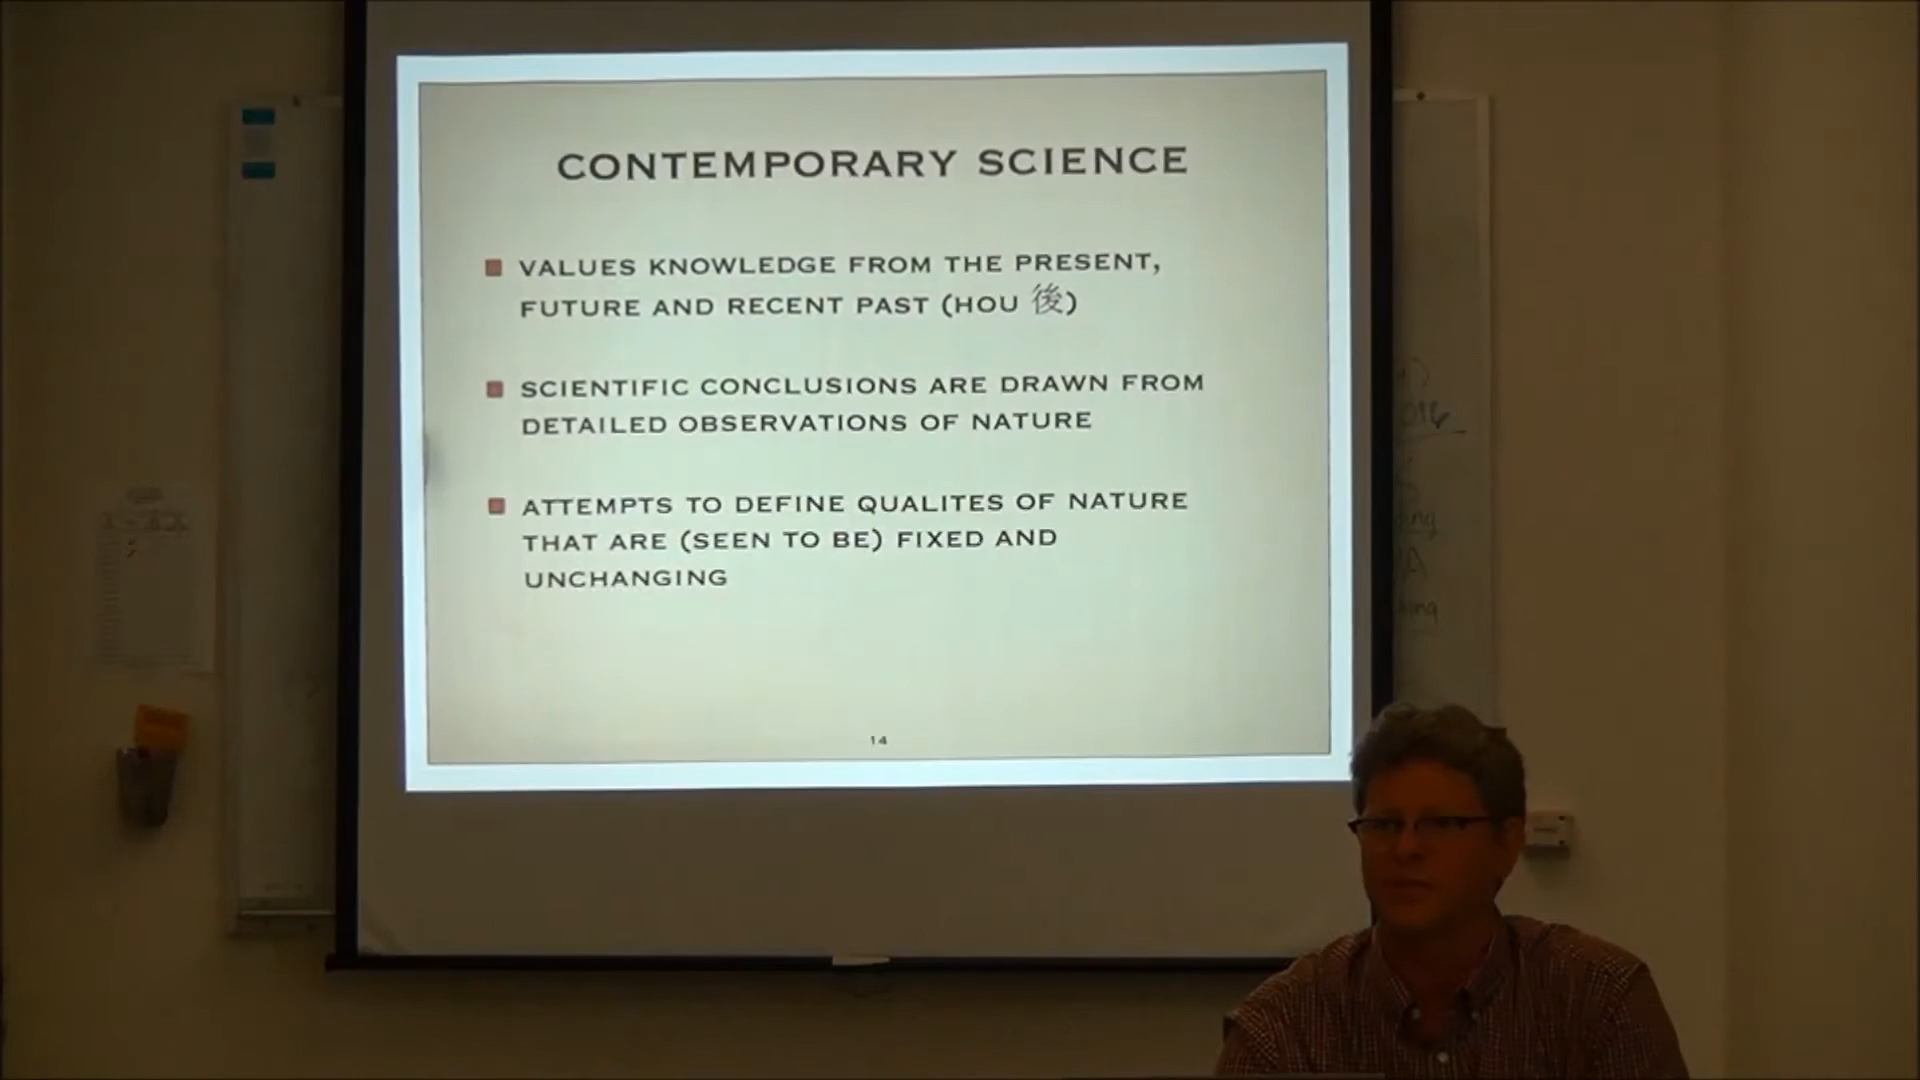 CONTEMPORARY SCIENCE
VALUES KNOWLEDGE FROM THE PRESENT,
FUTURE AND RECENT PAST (HOU 後)
SCIENTIFIC CONCLUSIONS ARE DRAWN FROM
DETAILED OBSERVATIONS OF NATURE
ATTEMPTS TO DEFINE QUALITES OF NATURE
THAT ARE (SEEN TO BE) FIXED AND
UNCHANGING
14